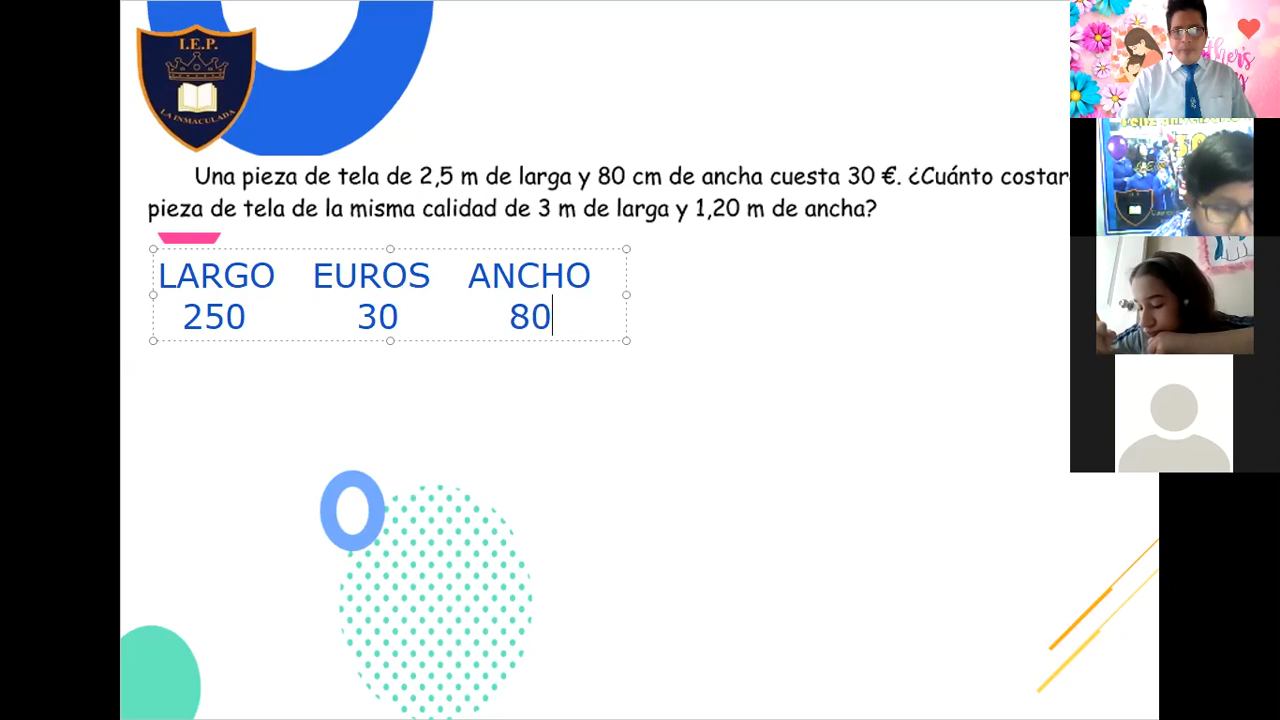 I.E.P.
LA INMACULADA
Una pieza de tela de 2,5 m de larga y 80 cm de ancha cuesta 30 €. ¿Cuánto costar
pieza de tela de la misma calidad de 3 m de larga y 1,20 m de ancha?
LARGO EUROS ANCHO
250 30 80